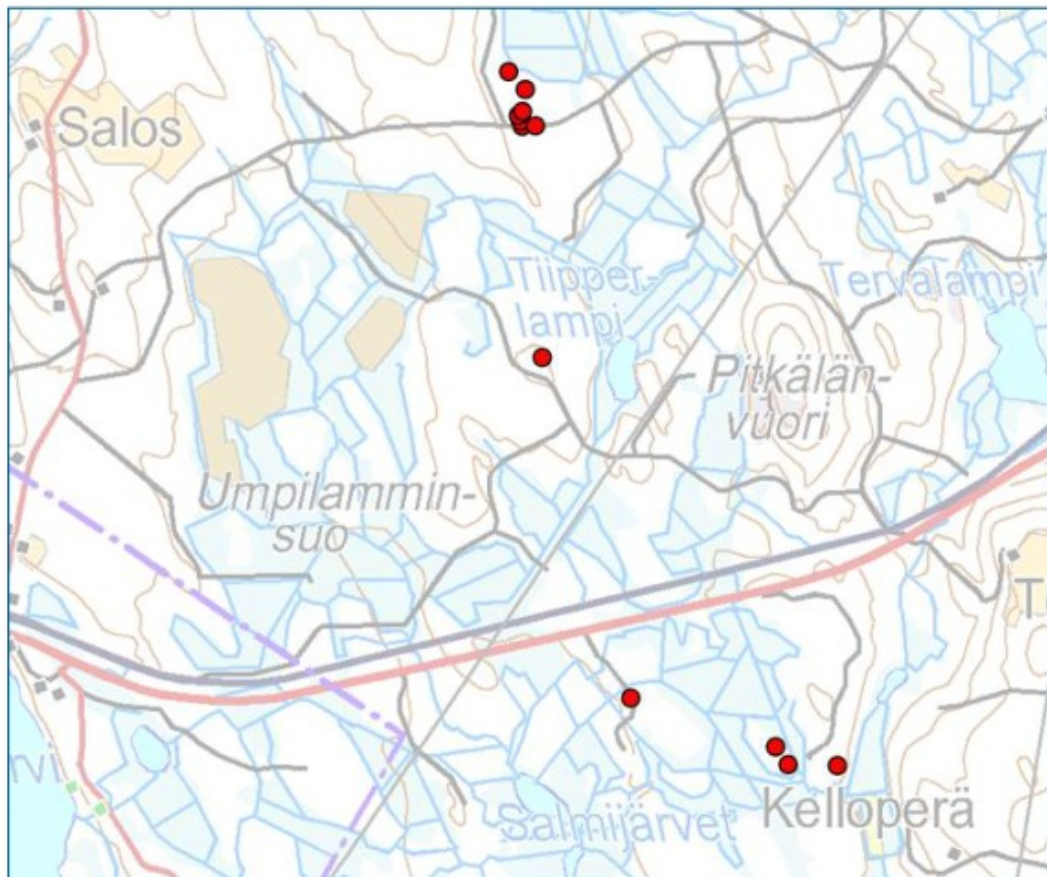 Salos
Tiipper-
lampi
Tervalampi
Pitkälän-
vuori
Umpilammin-
suo
Salmijärvet
Kelloperä